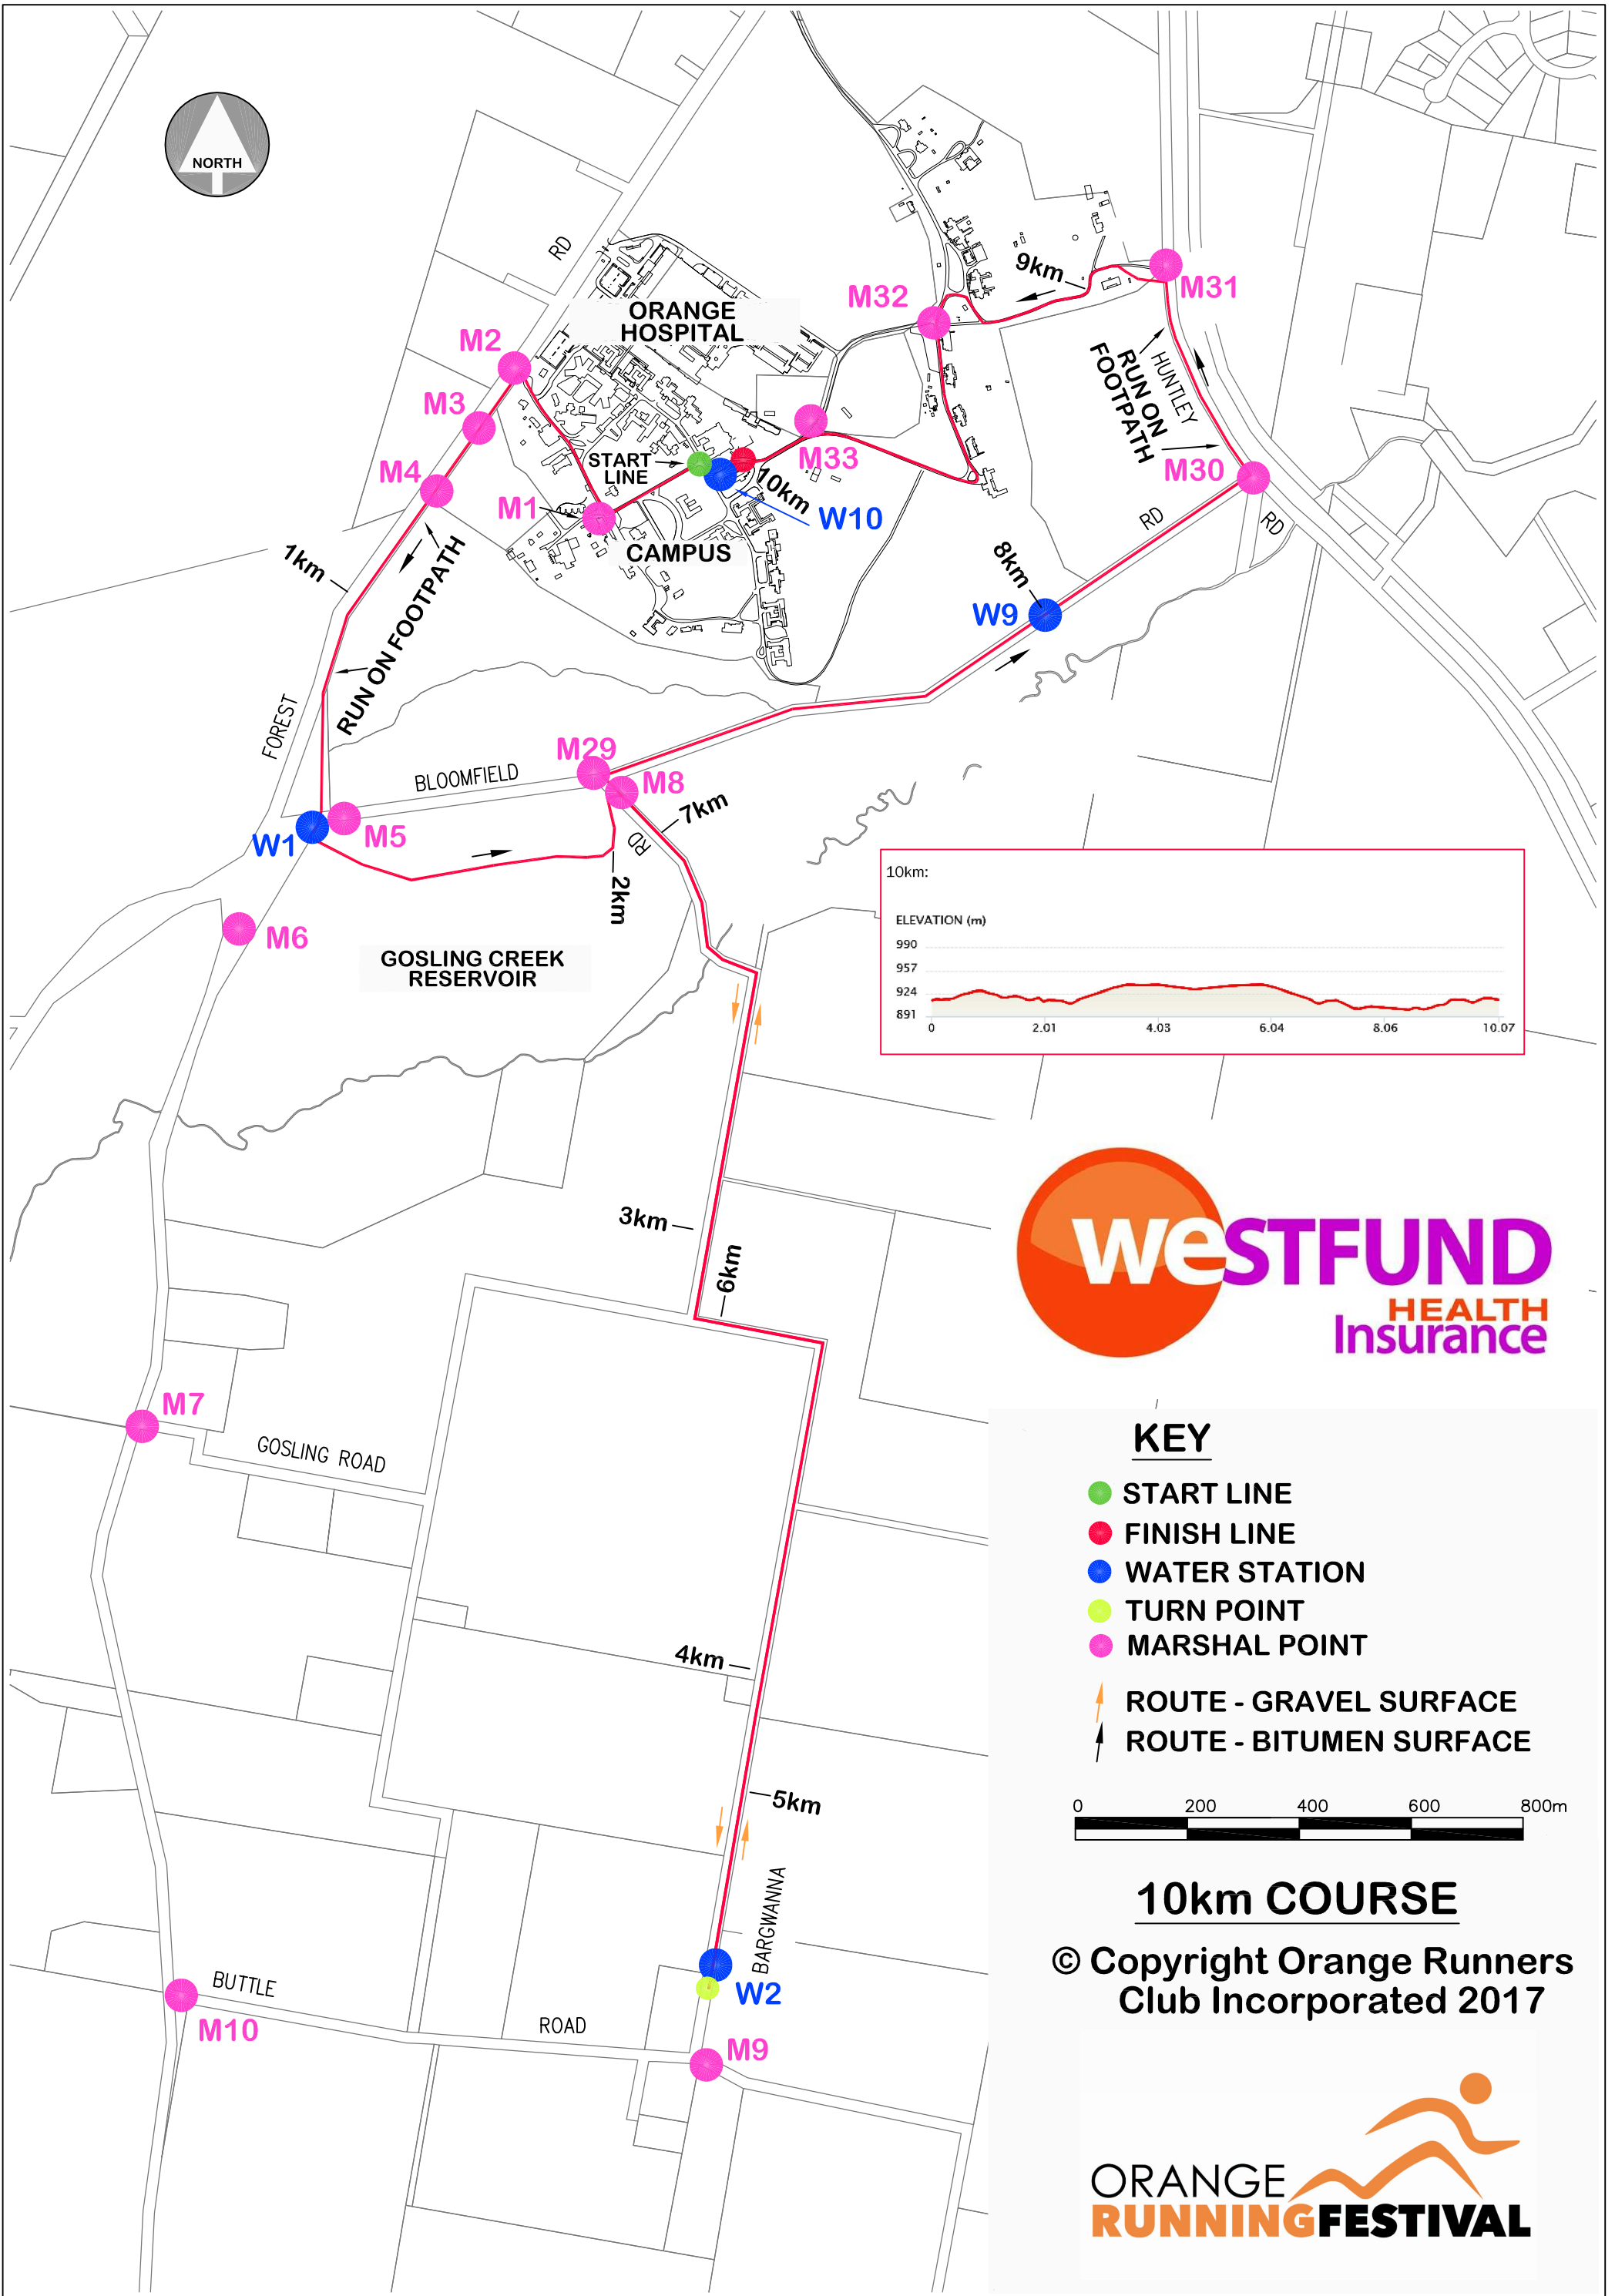 NORTH
RD
ORANGE
HOSPITAL
M2
M3
M4
M1
START
LINE
CAMPUS
10km
W10
M33
M32
9km
M31
RUN ON
FOOTPATH
HUNTLEY
M30
RD
RD
8km
W9
1km
RUN ON FOOTPATH
FOREST
BLOOMFIELD
M29
M8
7km
RD
W1
M5
2km
M6
GOSLING CREEK
RESERVOIR
10km:
ELEVATION (m)
990
957
924
891
0 2.01 4.03 6.04 8.06 10.07
3km
6km
WeSTFUND
HEALTH
Insurance
M7
GOSLING ROAD
KEY
START LINE
FINISH LINE
WATER STATION
TURN POINT
MARSHAL POINT
ROUTE - GRAVEL SURFACE
ROUTE - BITUMEN SURFACE
4km
5km
0 200 400 600 800m
BARGWANNA
W2
10km COURSE
© Copyright Orange Runners
Club Incorporated 2017
BUTTLE
ROAD
M10
M9
ORANGE
RUNNINGFESTIVAL